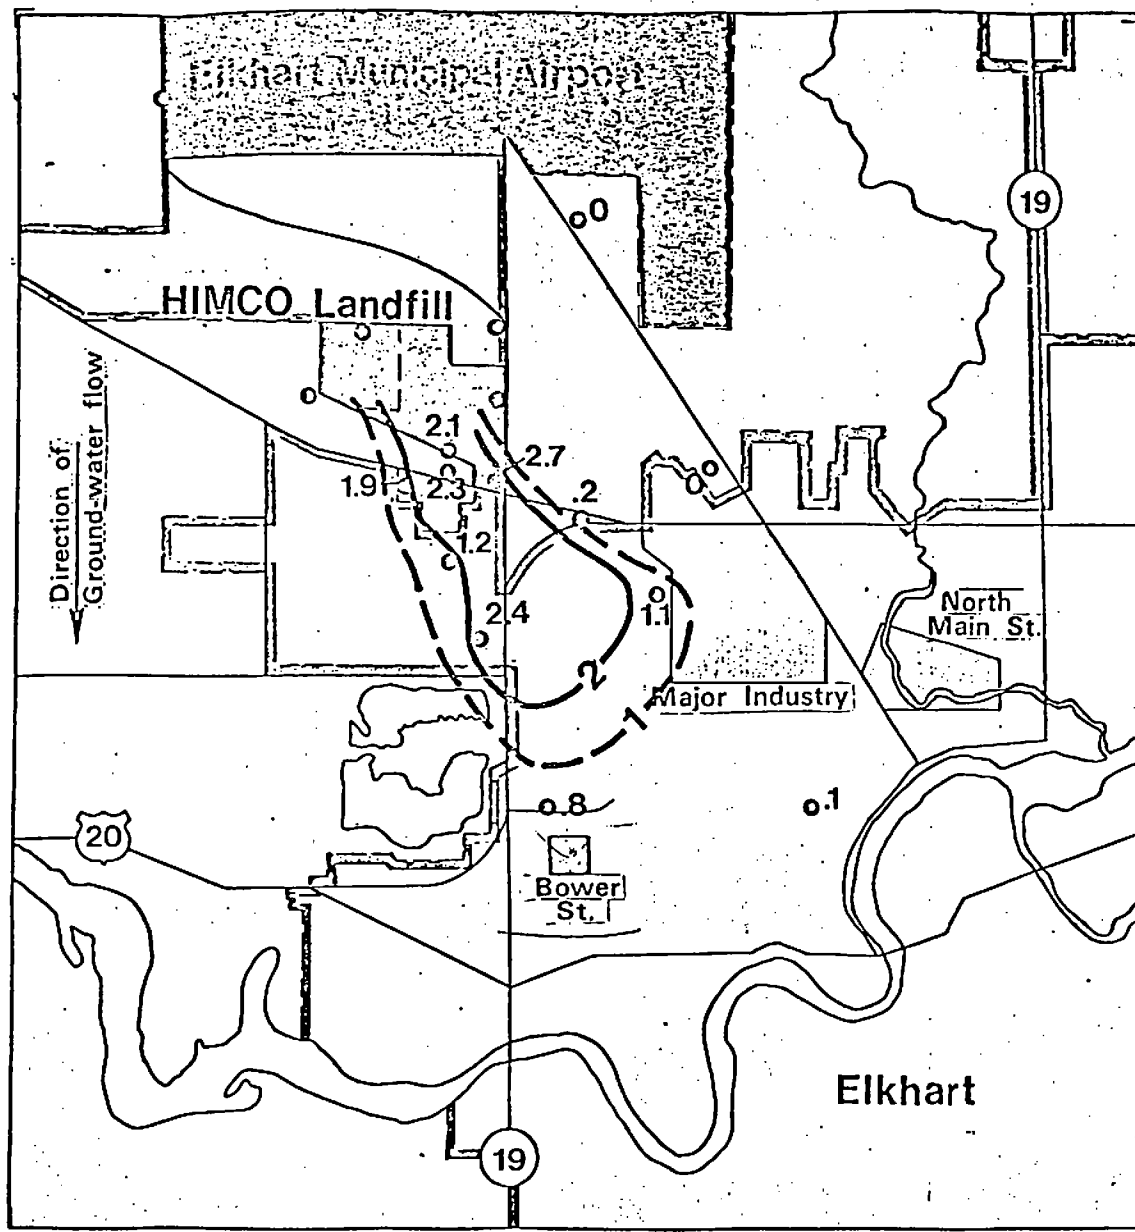 Elkhart Municipal Airport
19
0
HIMCO Landfill
Direction of
Ground-water flow
2.1
2.7
1.9
2.3
.2
0
1.2
2.4
1.1
North
Main St.
2
Major Industry
1
.8
.1
20
Bower
St.
Elkhart
19